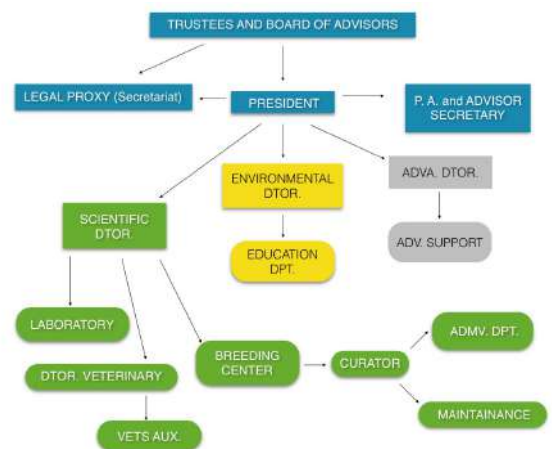 TRUSTEES AND BOARD OF ADVISORS
LEGAL PROXY (Secretariat)
PRESIDENT
P. A. and ADVISOR
SECRETARY
ENVIRONMENTAL
DTOR.
ADVA. DTOR.
SCIENTIFIC
DTOR.
EDUCATION
DPT.
ADV. SUPPORT
LABORATORY
BREEDING
CENTER
CURATOR
ADMV. DPT.
DTOR. VETERINARY
MAINTAINANCE
VETS AUX.